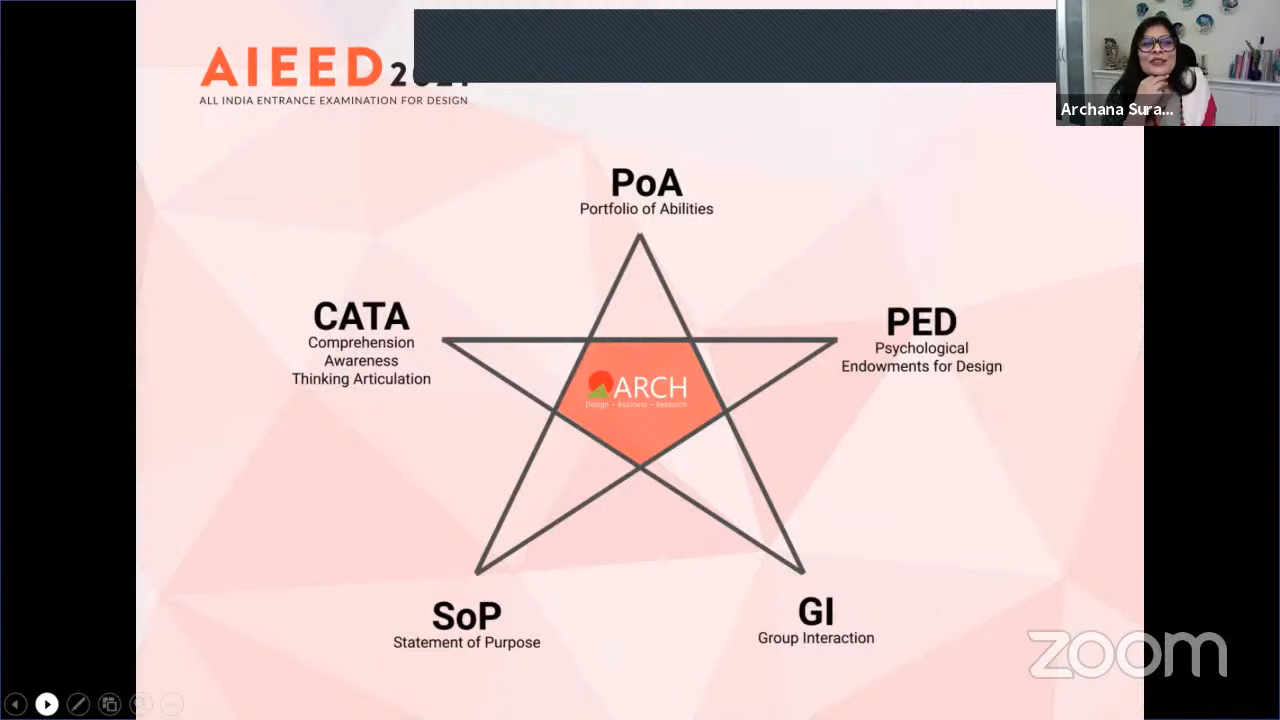 AIEED
ALL INDIA ENTRANCE EXAMINATION FOR DESIGN
Archana Sura...
PoA
Portfolio of Abilities
CATA
Comprehension
Awareness
Thinking Articulation
PED
Psychological
Endowments for Design
ARCH
Design – Business – Research
SoP
Statement of Purpose
GI
Group Interaction
zoom